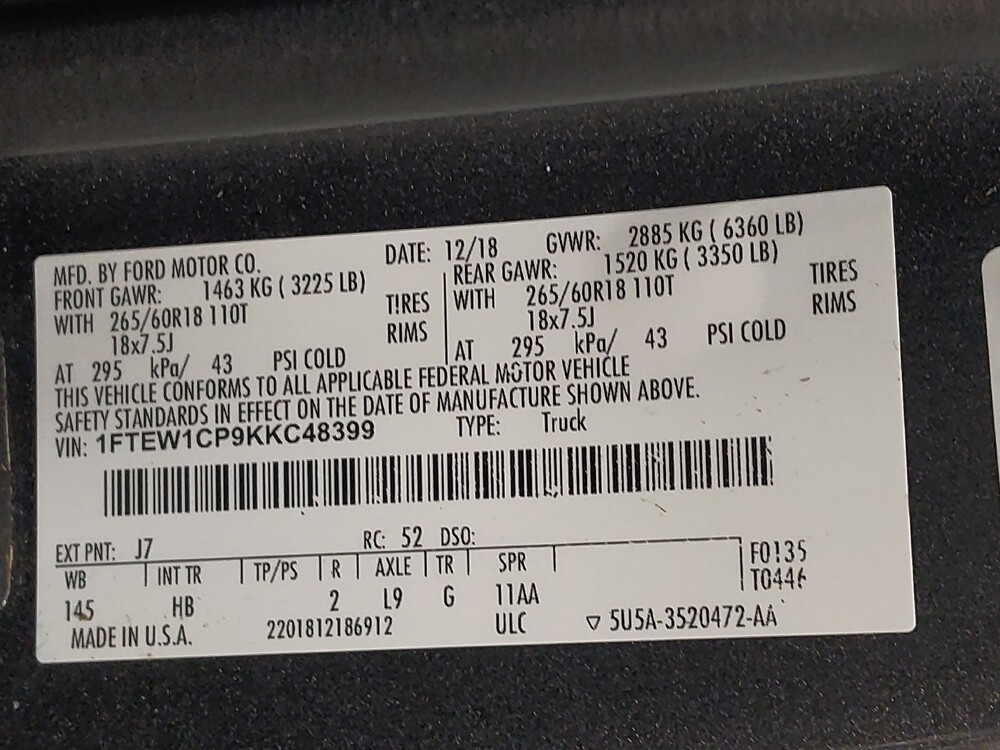 MFD. BY FORD MOTOR CO. DATE: 12/18 GVWR: 2885 KG ( 6360 LB)
FRONT GAWR: 1463 KG ( 3225 LB) REAR GAWR: 1520 KG ( 3350 LB)
WITH 265/60R18 110T TIRES WITH 265/60R18 110T TIRES
18x7.5J RIMS 18x7.5J RIMS
AT 295 kPa/ 43 PSI COLD AT 295 kPa/ 43 PSI COLD
THIS VEHICLE CONFORMS TO ALL APPLICABLE FEDERAL MOTOR VEHICLE
SAFETY STANDARDS IN EFFECT ON THE DATE OF MANUFACTURE SHOWN ABOVE.
VIN: 1FTEW1CP9KKC48399 TYPE: Truck
EXT PNT: J7 RC: 52 DSO:
WB INT TR TP/PS R AXLE TR SPR F0135
145 HB 2 L9 G 11AA T0446
MADE IN U.S.A. 2201812186912 ULC ▽ 5U5A-3520472-AA